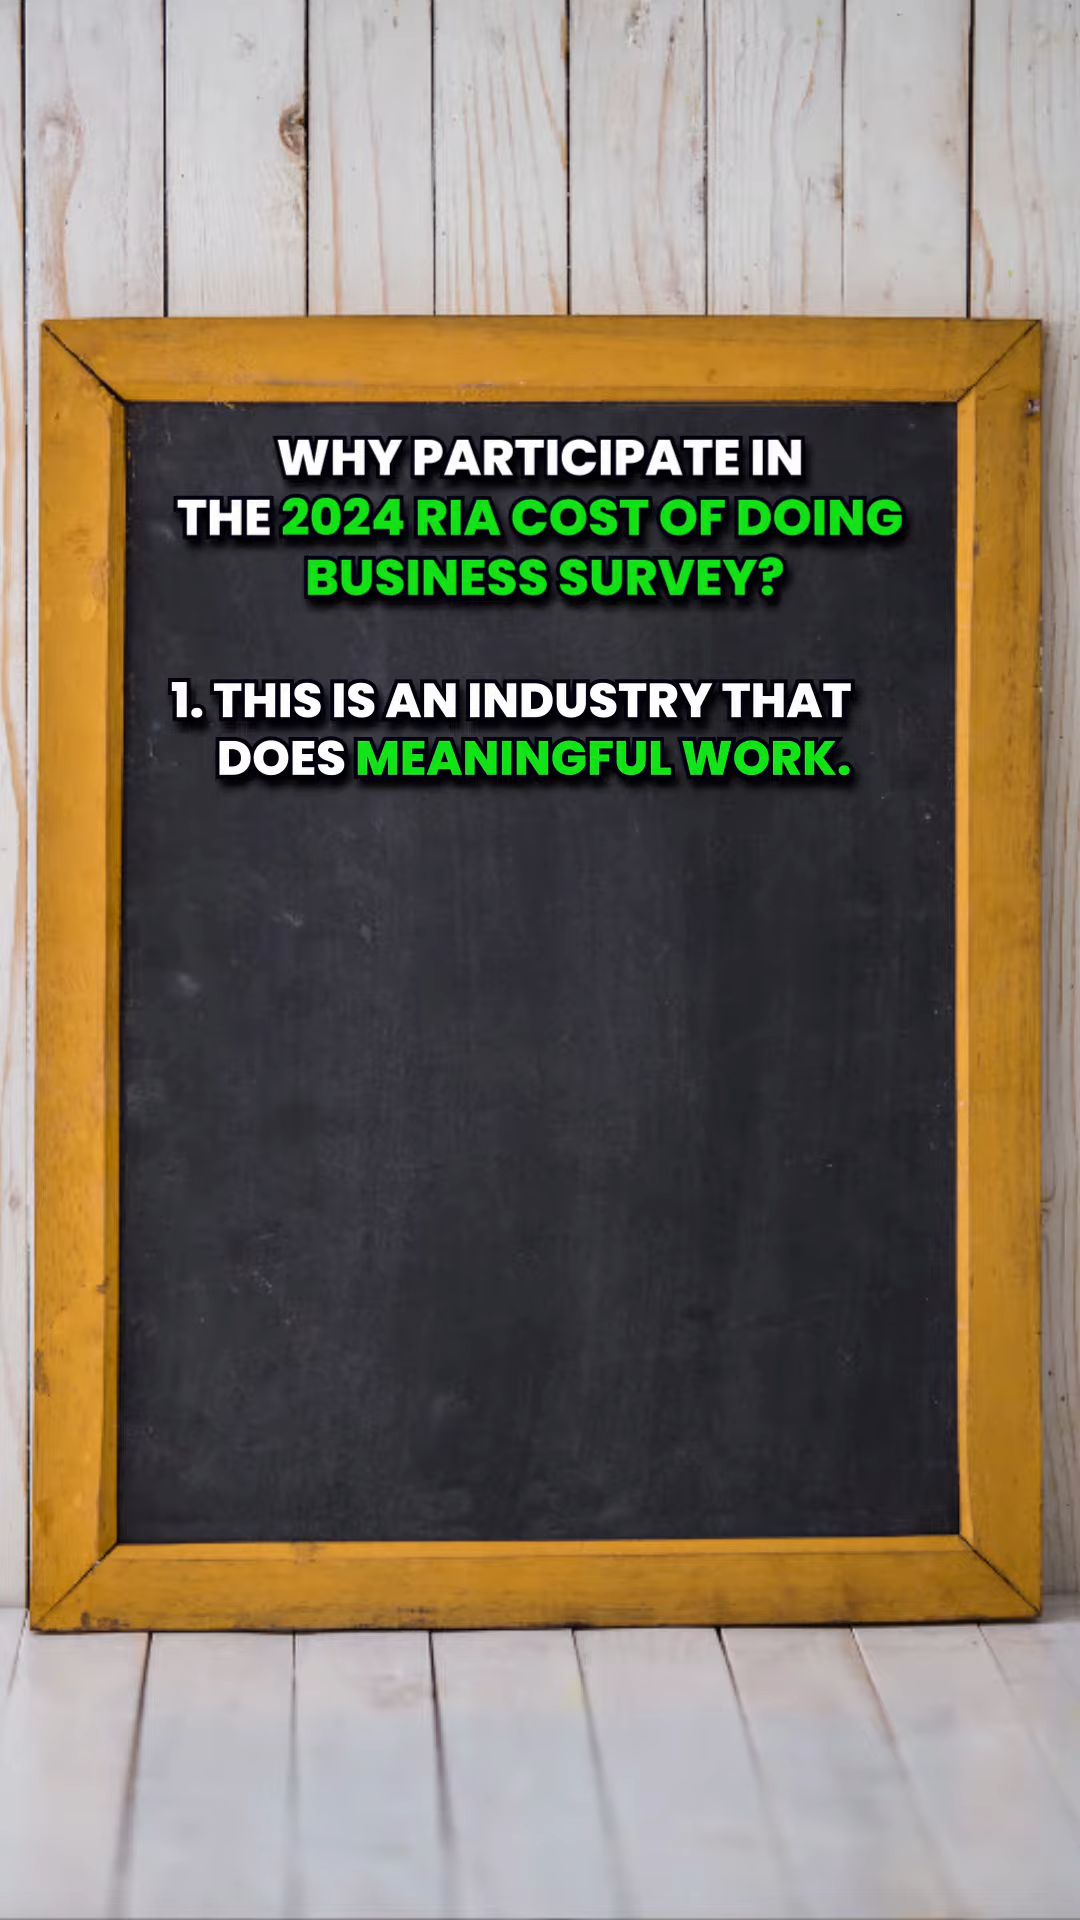 WHY PARTICIPATE IN
THE 2024 RIA COST OF DOING
BUSINESS SURVEY?
1. THIS IS AN INDUSTRY THAT
DOES MEANINGFUL WORK.